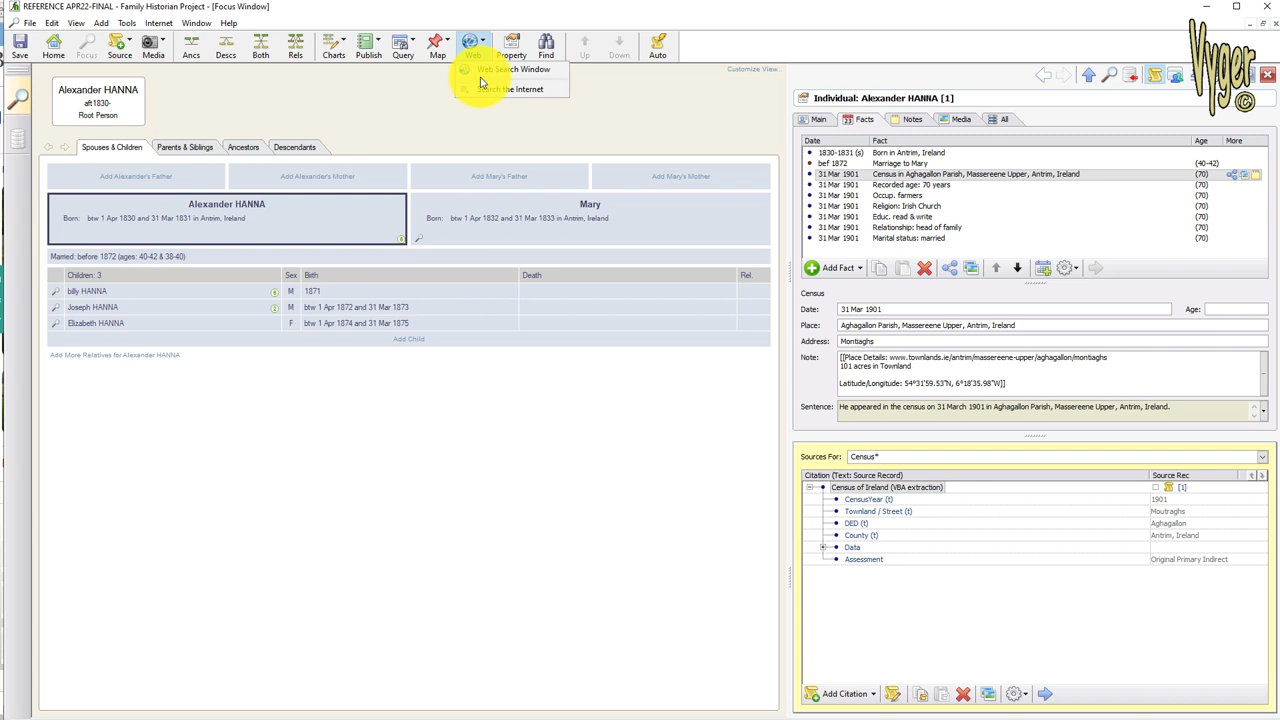 REFERENCE APR22-FINAL - Family Historian Project - [Focus Window]
File Edit View Add Tools Internet Window Help
Save Home Focus Source Media Ancs Descs Both Rels Charts Publish Query Map Web Property Find Up Down Auto
Web Search Window
Search the Internet
Customize View...
Vyger ©
Alexander HANNA
aft1830-
Root Person
Spouses & Children Parents & Siblings Ancestors Descendants
Add Alexander's Father Add Alexander's Mother Add Mary's Father Add Mary's Mother
Alexander HANNA Mary
Born: btw 1 Apr 1830 and 31 Mar 1831 in Antrim, Ireland Born: btw 1 Apr 1832 and 31 Mar 1833 in Antrim, Ireland
Married: before 1872 (ages: 40-42 & 38-40)
Children: 3 Sex Birth Death Rel.
billy HANNA M 1871
Joseph HANNA M btw 1 Apr 1872 and 31 Mar 1873
Elizabeth HANNA F btw 1 Apr 1874 and 31 Mar 1875
Add Child
Add More Relatives for Alexander HANNA
Individual: Alexander HANNA [1]
Main Facts Notes Media All
Date Fact Age More
1830-1831 (s) Born in Antrim, Ireland
bef 1872 Marriage to Mary (40-42)
31 Mar 1901 Census in Aghagallon Parish, Massereene Upper, Antrim, Ireland (70)
31 Mar 1901 Recorded age: 70 years (70)
31 Mar 1901 Occup. farmers (70)
31 Mar 1901 Religion: Irish Church (70)
31 Mar 1901 Educ. read & write (70)
31 Mar 1901 Relationship: head of family (70)
31 Mar 1901 Marital status: married (70)
Add Fact
Census
Date: 31 Mar 1901 Age:
Place: Aghagallon Parish, Massereene Upper, Antrim, Ireland
Address: Montiaghs
Note: [[Place Details: www.townlands.ie/antrim/massereene-upper/aghagallon/montiaghs
101 acres in Townland
Latitude/Longitude: 54°31'59.53"N, 6°18'35.98"W]]
Sentence: He appeared in the census on 31 March 1901 in Aghagallon Parish, Massereene Upper, Antrim, Ireland.
Sources For: Census*
Citation (Text: Source Record) Source Rec
Census of Ireland (VBA extraction) [1]
CensusYear (t) 1901
Townland / Street (t) Moutraghs
DED (t) Aghagallon
County (t) Antrim, Ireland
Data
Assessment Original Primary Indirect
Add Citation